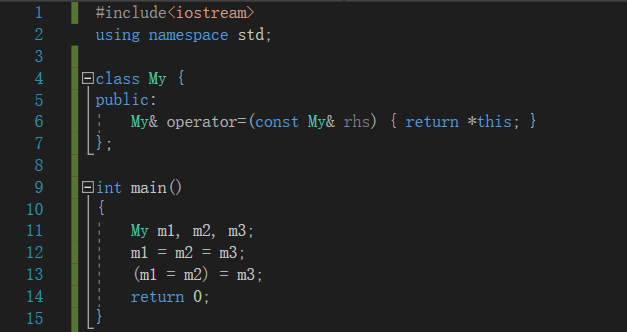 1 #include<iostream>
2 using namespace std;
3
4 class My {
5 public:
6 My& operator=(const My& rhs) { return *this; }
7 };
8
9 int main()
10 {
11 My m1, m2, m3;
12 m1 = m2 = m3;
13 (m1 = m2) = m3;
14 return 0;
15 }